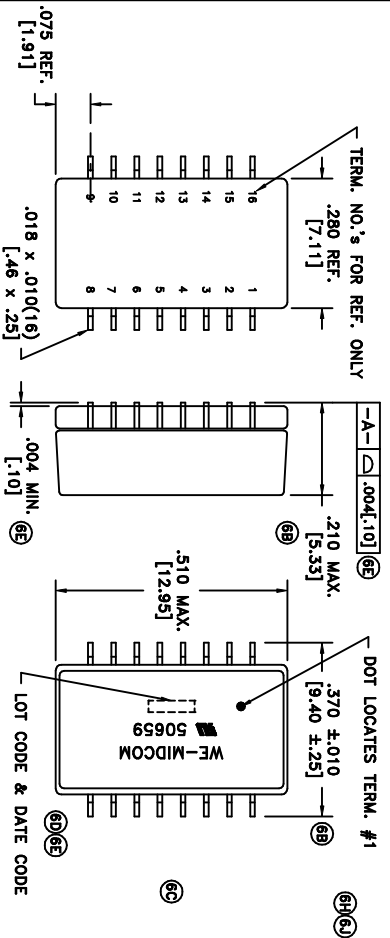 TERM. NO.'s FOR REF. ONLY
.280 REF.
[7.11]
.075 REF.
[1.91]
16
15
14
13
12
11
10
9
1
2
3
4
5
6
7
8
.018 x .010(16)
[.46 x .25]
-A- ⌓ .004[.10] 6E
.210 MAX.
[5.33]
6B
.004 MIN.
[.10]
6E
DOT LOCATES TERM. #1
6H 6J
.370 ±.010
[9.40 ±.25]
6B
.510 MAX.
[12.95]
WE-MIDCOM
50659
6C
LOT CODE & DATE CODE
6D 6E